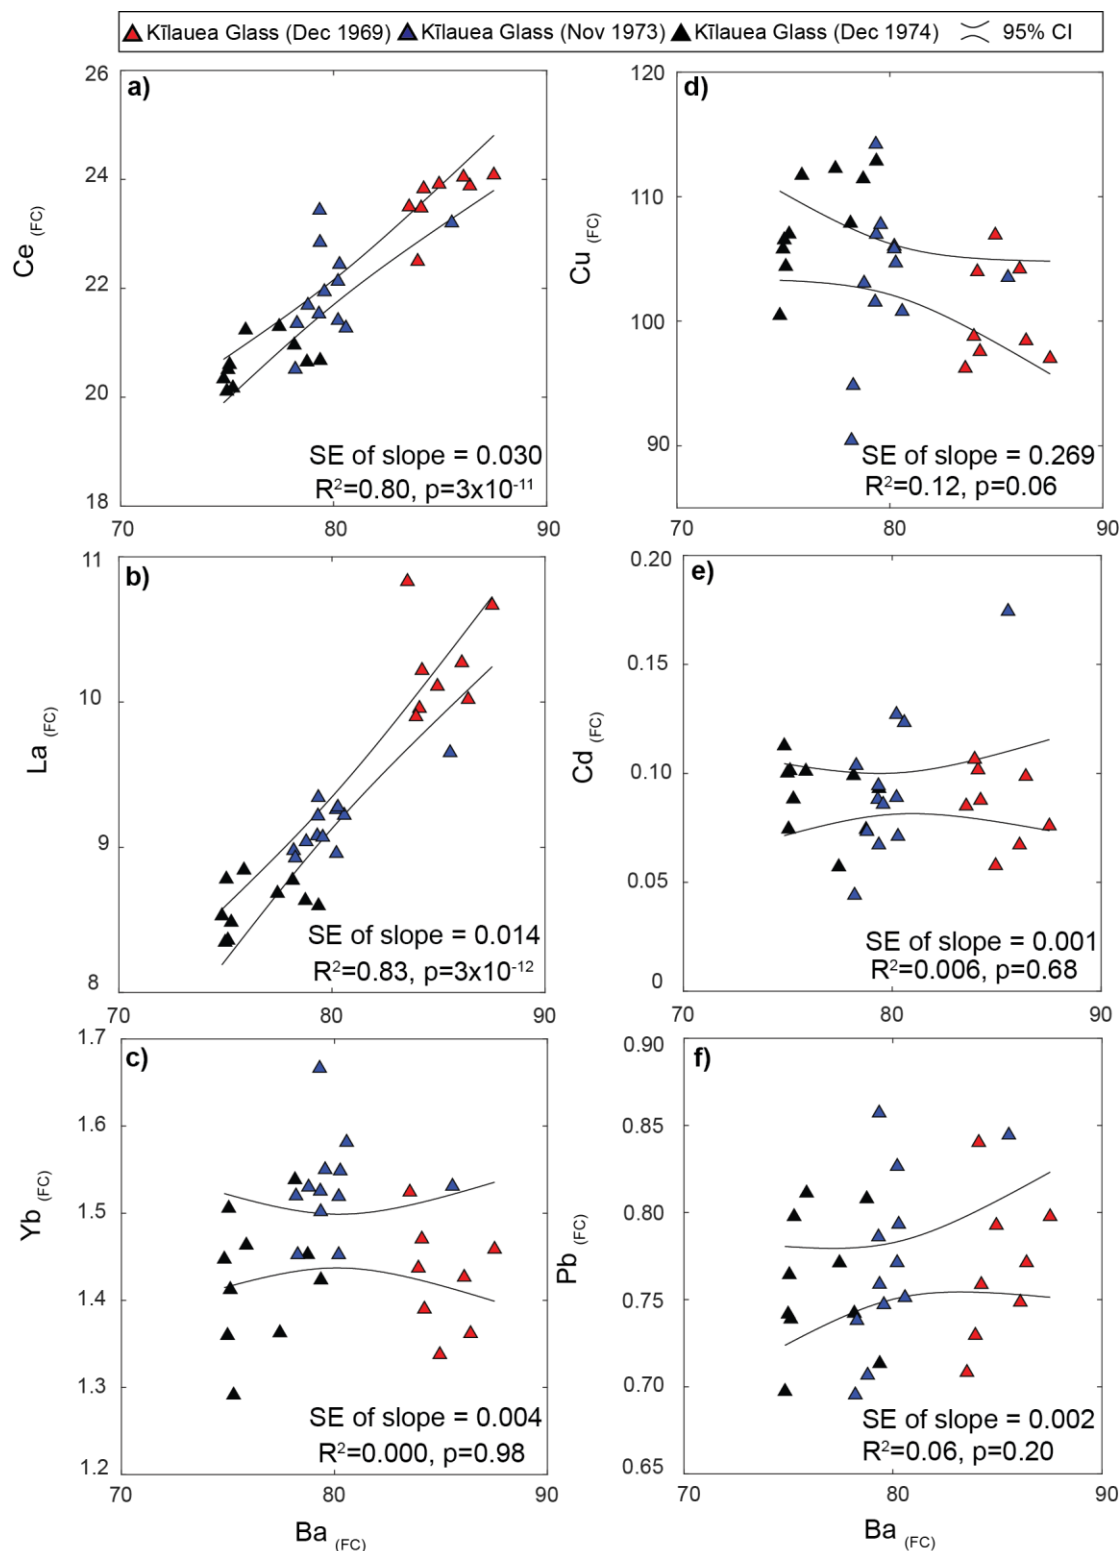 Kīlauea Glass (Dec 1969) Kīlauea Glass (Nov 1973) Kīlauea Glass (Dec 1974) 95% CI
a)
26
24
22
20
18
Ce (FC)
SE of slope = 0.030
R²=0.80, p=3x10⁻¹¹
70 80 90
d)
120
110
100
90
Cu (FC)
SE of slope = 0.269
R²=0.12, p=0.06
70 80 90
b)
11
10
9
8
La (FC)
SE of slope = 0.014
R²=0.83, p=3x10⁻¹²
70 80 90
e)
0.20
0.15
0.10
0.05
0
Cd (FC)
SE of slope = 0.001
R²=0.006, p=0.68
70 80 90
c)
1.7
1.6
1.5
1.4
1.3
1.2
Yb (FC)
SE of slope = 0.004
R²=0.000, p=0.98
70 80 90
Ba (FC)
f)
0.90
0.85
0.80
0.75
0.70
0.65
Pb (FC)
SE of slope = 0.002
R²=0.06, p=0.20
70 80 90
Ba (FC)